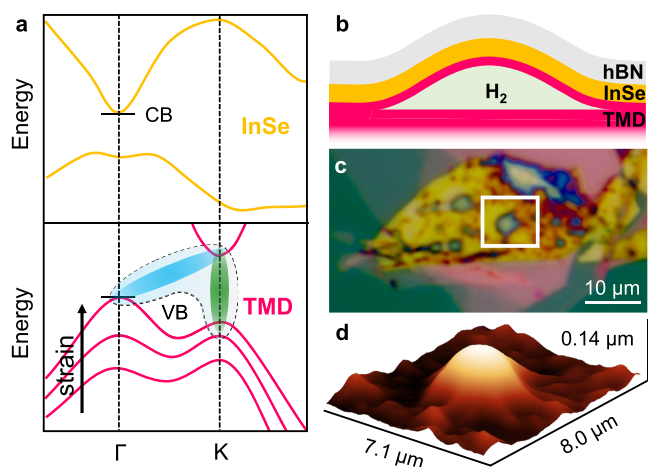 a
Energy
CB
InSe
Energy
VB
TMD
strain
Γ
K
b
hBN
InSe
H₂
TMD
c
10 μm
d
0.14 μm
7.1 μm
8.0 μm